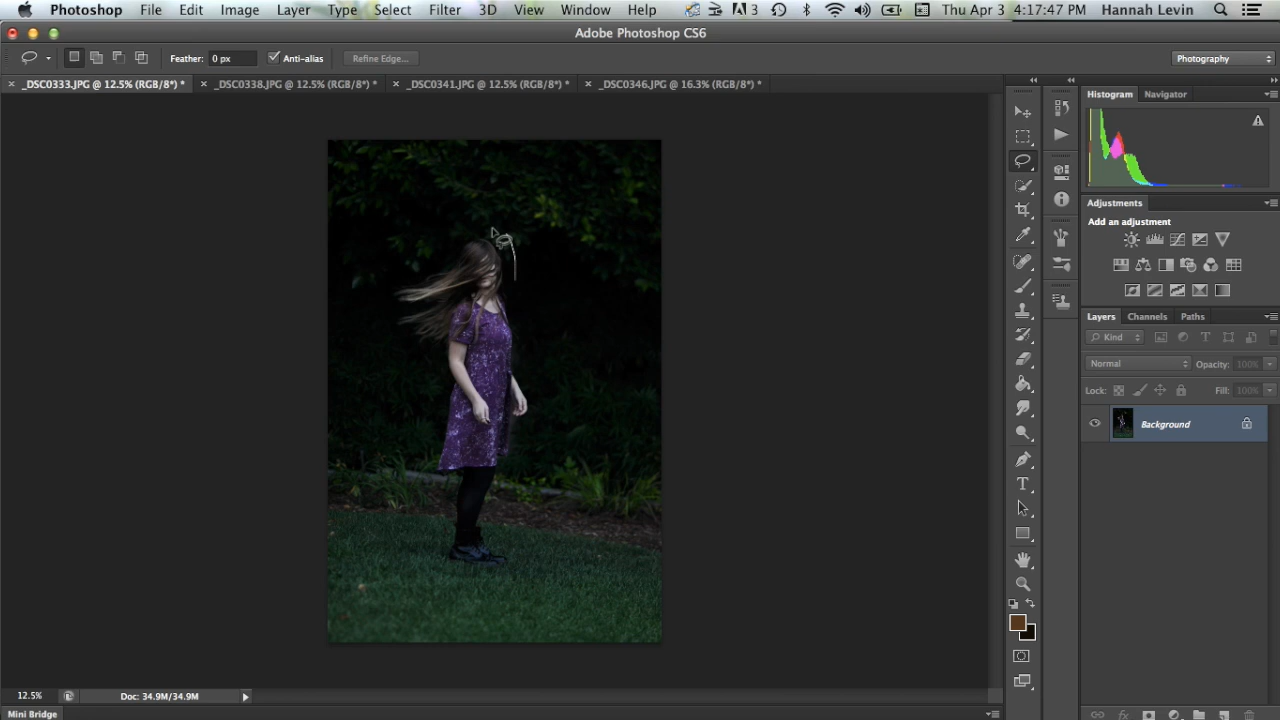 Photoshop File Edit Image Layer Type Select Filter 3D View Window Help 3 Thu Apr 3 4:17:47 PM Hannah Levin
Adobe Photoshop CS6
Feather: 0 px Anti-alias Refine Edge... Photography
_DSC0333.JPG @ 12.5% (RGB/8*) * _DSC0338.JPG @ 12.5% (RGB/8*) * _DSC0341.JPG @ 12.5% (RGB/8*) * _DSC0346.JPG @ 16.3% (RGB/8*) *
Histogram Navigator
Adjustments
Add an adjustment
Layers Channels Paths
Kind
Normal Opacity: 100%
Lock: Fill: 100%
Background
12.5% Doc: 34.9M/34.9M
Mini Bridge